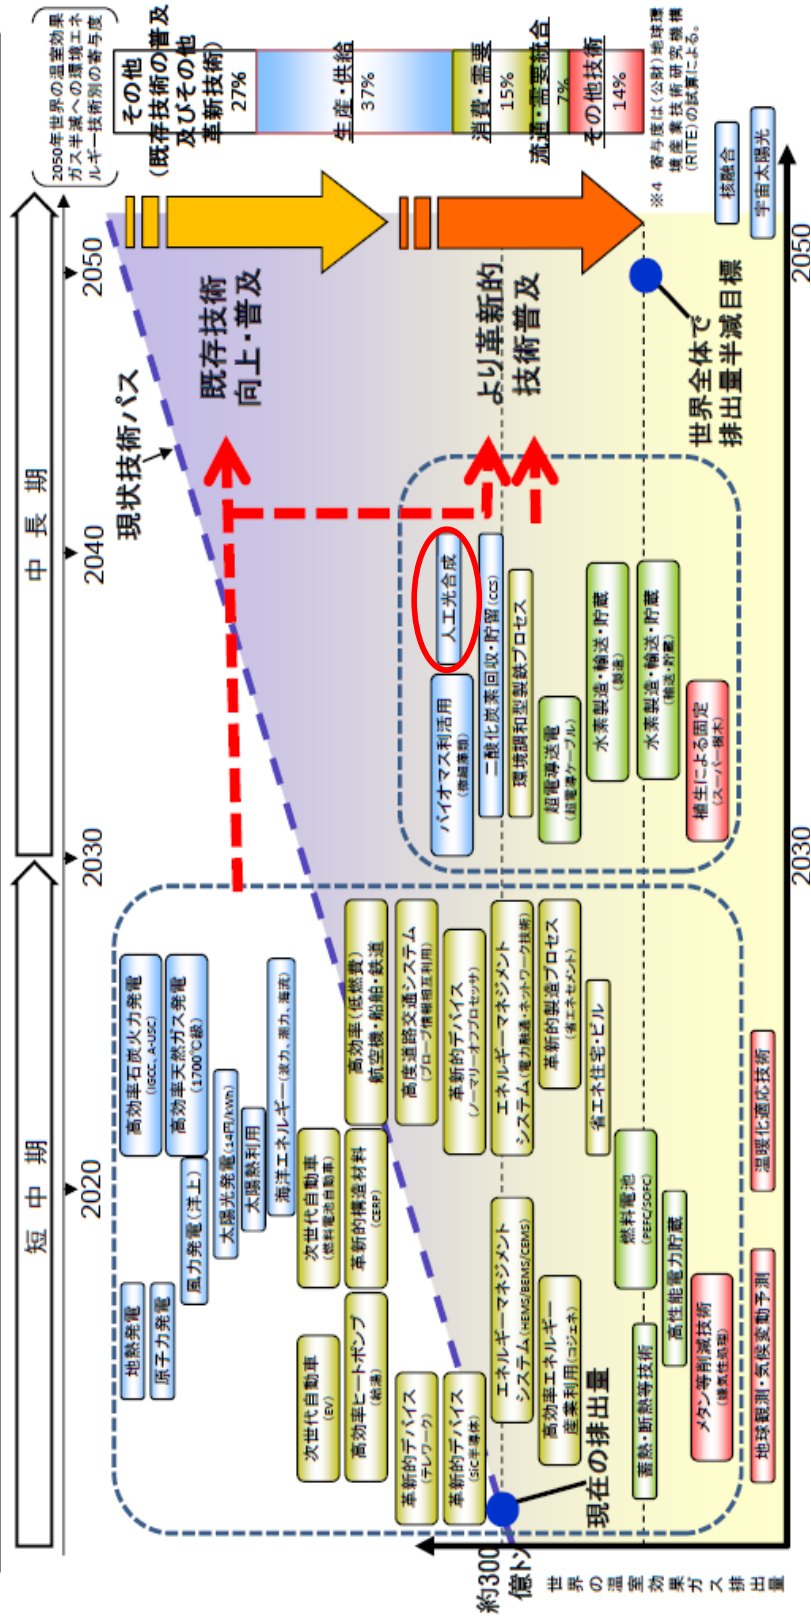 短 中 期
中 長 期
2020
2030
2040
2050
2050年世界の温室効果
ガス半減への環境エネ
ルギー技術別の寄与度
その他
(既存技術の普及
及びその他
革新技術)
27%
生産・供給
37%
消費・需要
15%
流通・需要統合
7%
その他技術
14%
※4 寄与度は(公財)地球環
境産業技術研究機構
(RITE)の試算による。
現状技術パス
既存技術
向上・普及
より革新的
技術普及
世界全体で
排出量半減目標
核融合
宇宙太陽光
地熱発電
原子力発電
高効率石炭火力発電
(IGCC, A-USC)
高効率天然ガス発電
(1700℃級)
風力発電(洋上)
太陽光発電(14円/kWh)
太陽熱利用
海洋エネルギー(波力、潮力、海流)
次世代自動車
(EV)
次世代自動車
(燃料電池自動車)
高効率ヒートポンプ
(給湯)
革新的構造材料
(CFRP)
高効率(低燃費)
航空機・船舶・鉄道
革新的デバイス
(テレワーク)
高度道路交通システム
(プローブ情報相互利用)
革新的デバイス
(SiC半導体)
革新的デバイス
(ノーマリーオフプロセッサ)
エネルギーマネジメント
システム(HEMS/BEMS/CEMS)
エネルギーマネジメント
システム(電力融通・ネットワーク技術)
高効率エネルギー
産業利用(コジェネ)
革新的製造プロセス
(省エネセメント)
省エネ住宅・ビル
燃料電池
(PEFC/SOFC)
蓄熱・断熱等技術
高性能電力貯蔵
メタン等削減技術
(嫌気性処理)
地球観測・気候変動予測
温暖化適応技術
バイオマス利活用
(微細藻類)
人工光合成
二酸化炭素回収・貯留(CCS)
環境調和型製鉄プロセス
超電導送電
(超電導ケーブル)
水素製造・輸送・貯蔵
(製造)
水素製造・輸送・貯蔵
(輸送・貯蔵)
植生による固定
(スーパー樹木)
現在の排出量
約300
億トン
世界の温室効果ガス排出量
2030
2050